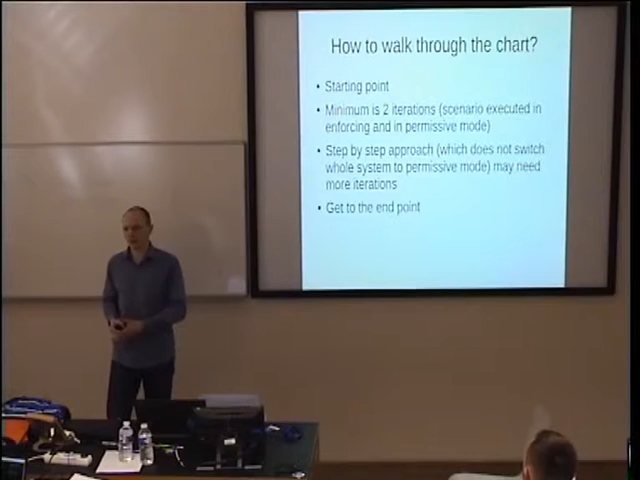 How to walk through the chart?
• Starting point
• Minimum is 2 iterations (scenario executed in
enforcing and in permissive mode)
• Step by step approach (which does not switch
whole system to permissive mode) may need
more iterations
• Get to the end point